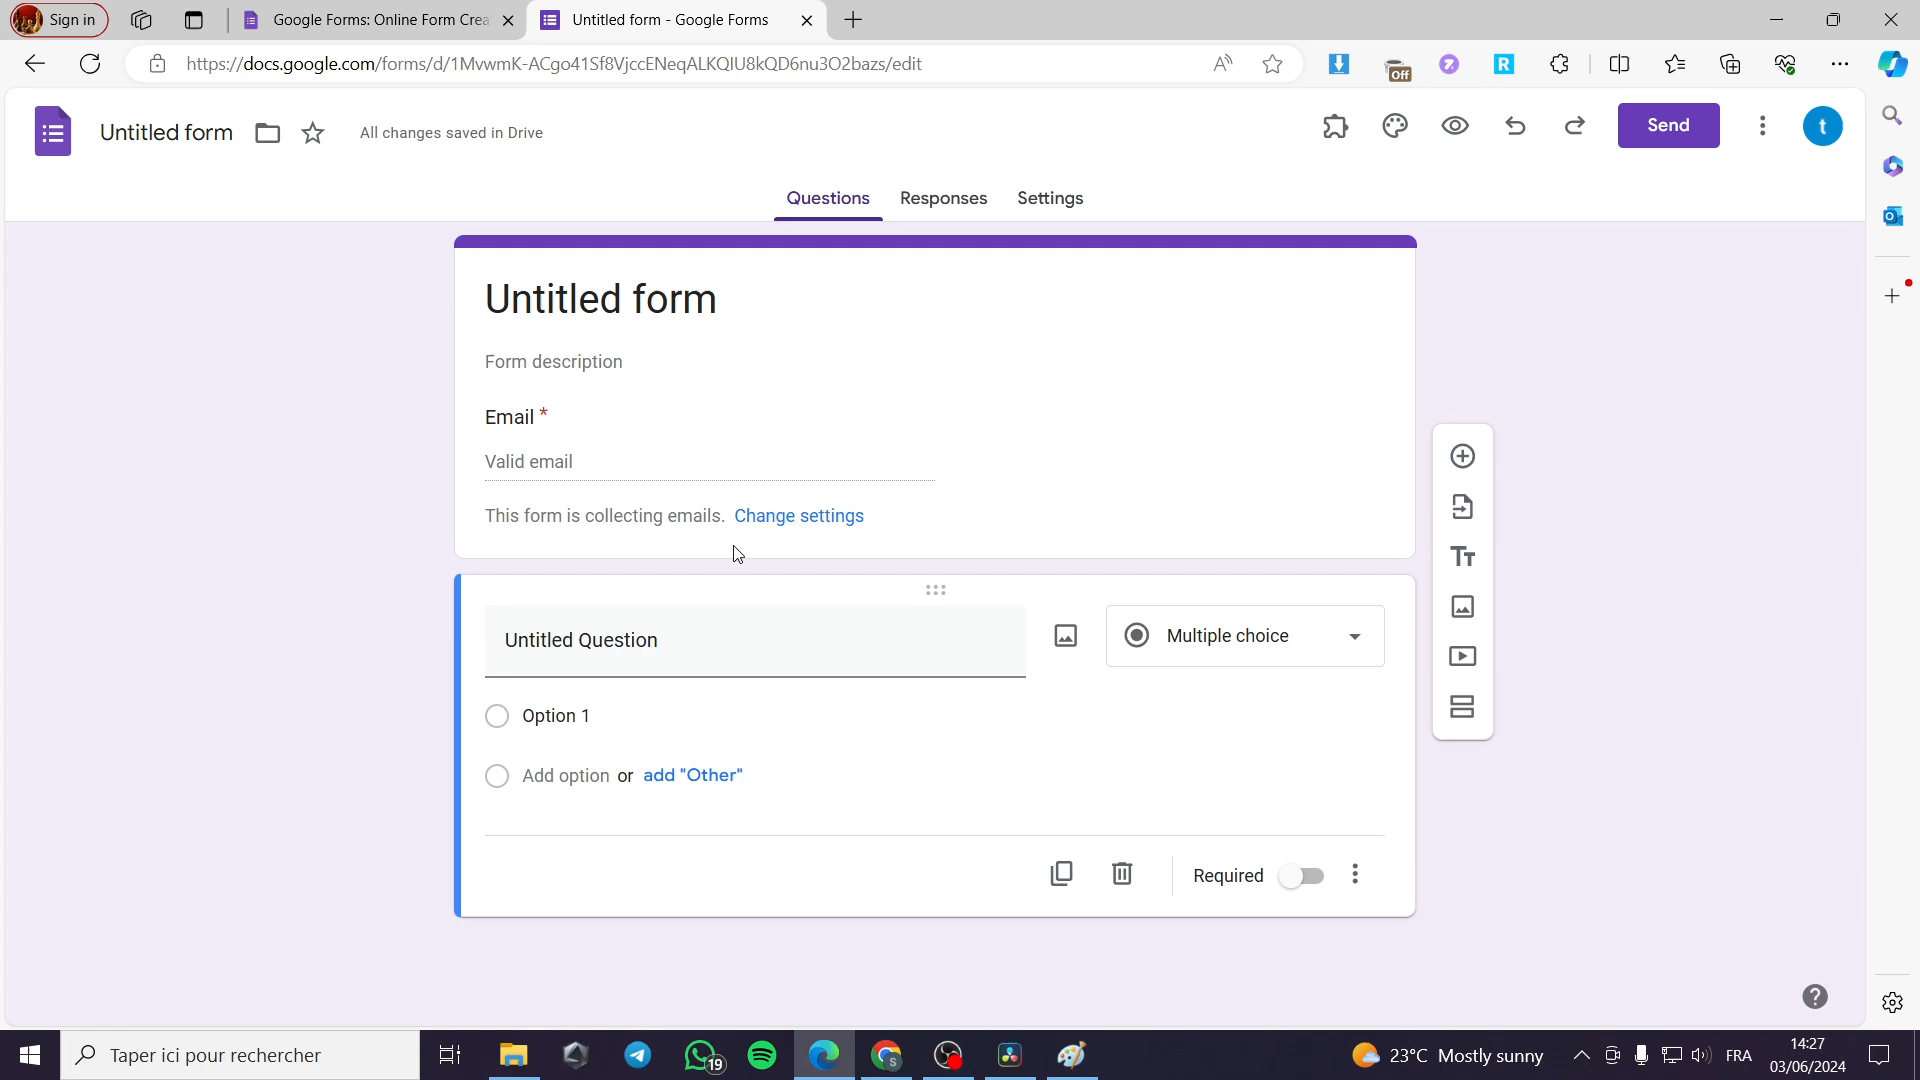 Sign in
Google Forms: Online Form Crea
Untitled form - Google Forms
https://docs.google.com/forms/d/1MvwmK-ACgo41Sf8VjccENeqALKQIU8kQD6nu3O2bazs/edit
Off
R
Untitled form
All changes saved in Drive
Send
t
Questions
Responses
Settings
Untitled form
Form description
Email *
Valid email
This form is collecting emails. Change settings
Untitled Question
Multiple choice
Option 1
Add option or add "Other"
Required
Taper ici pour rechercher
19
S
23°C Mostly sunny
FRA
14:27
03/06/2024